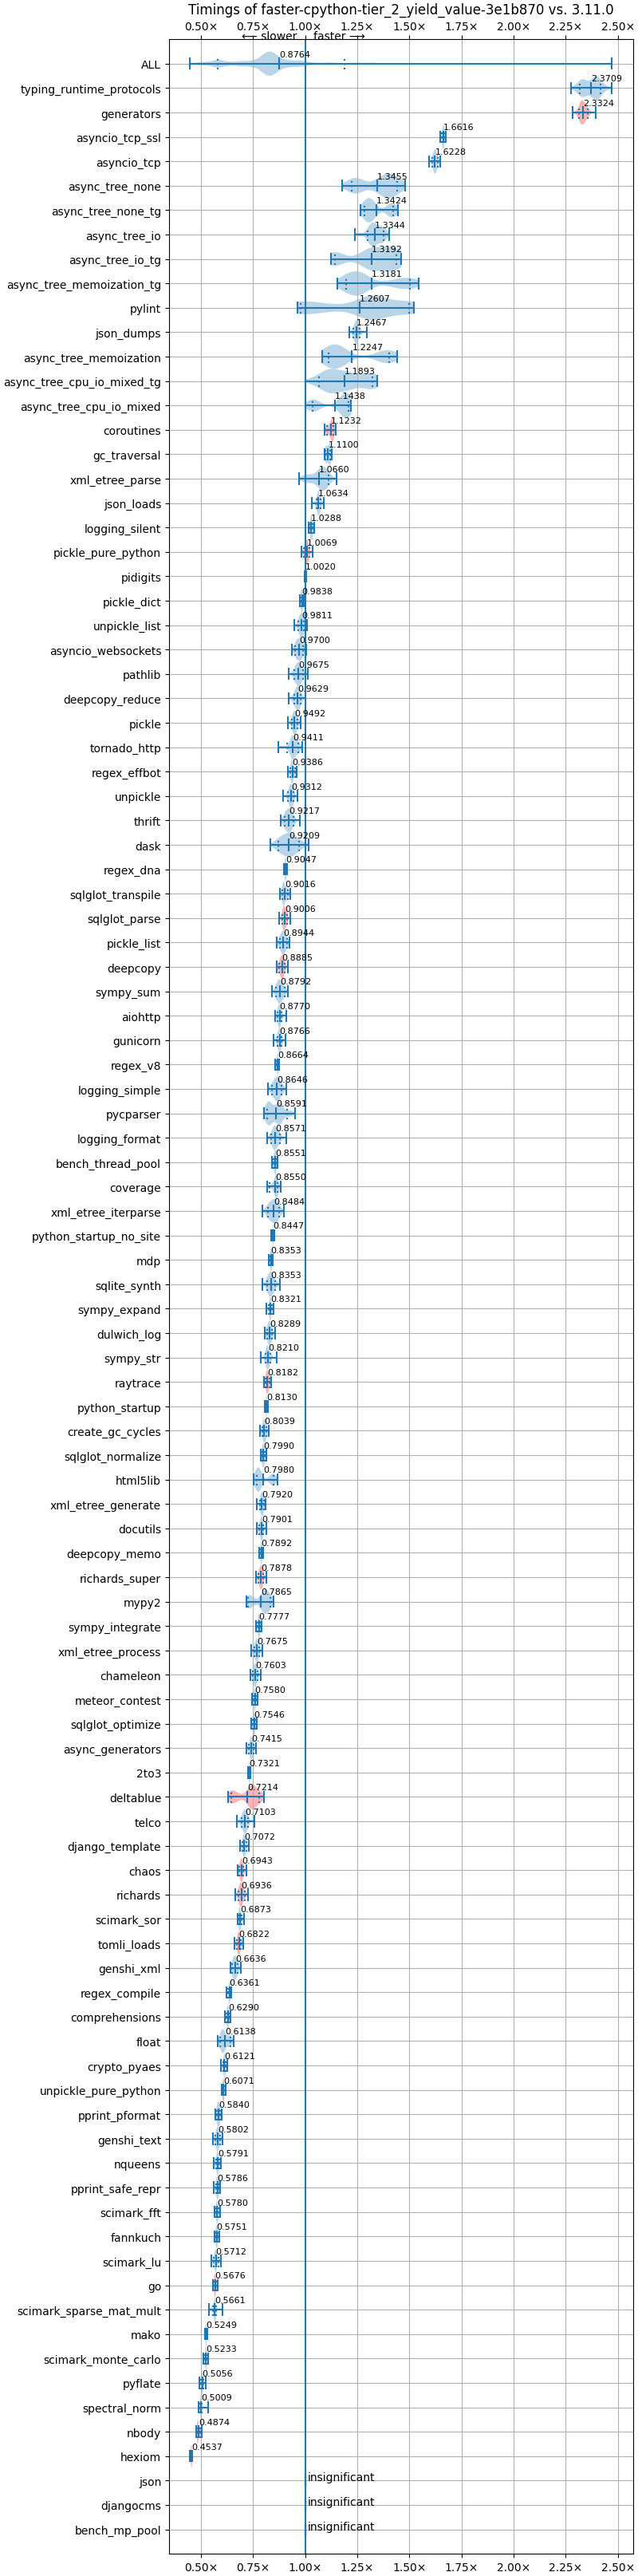 Timings of faster-cpython-tier_2_yield_value-3e1b870 vs. 3.11.0
0.50× 0.75× 1.00× 1.25× 1.50× 1.75× 2.00× 2.25× 2.50×
← slower faster →
ALL 0.8764
typing_runtime_protocols 2.3709
generators 2.3324
asyncio_tcp_ssl 1.6616
asyncio_tcp 1.6228
async_tree_none 1.3455
async_tree_none_tg 1.3424
async_tree_io 1.3344
async_tree_io_tg 1.3192
async_tree_memoization_tg 1.3181
pylint 1.2607
json_dumps 1.2467
async_tree_memoization 1.2247
async_tree_cpu_io_mixed_tg 1.1893
async_tree_cpu_io_mixed 1.1438
coroutines 1.1232
gc_traversal 1.1100
xml_etree_parse 1.0660
json_loads 1.0634
logging_silent 1.0288
pickle_pure_python 1.0069
pidigits 1.0020
pickle_dict 0.9838
unpickle_list 0.9811
asyncio_websockets 0.9700
pathlib 0.9675
deepcopy_reduce 0.9629
pickle 0.9492
tornado_http 0.9411
regex_effbot 0.9386
unpickle 0.9312
thrift 0.9217
dask 0.9209
regex_dna 0.9047
sqlglot_transpile 0.9016
sqlglot_parse 0.9006
pickle_list 0.8944
deepcopy 0.8885
sympy_sum 0.8792
aiohttp 0.8770
gunicorn 0.8766
regex_v8 0.8664
logging_simple 0.8646
pycparser 0.8591
logging_format 0.8571
bench_thread_pool 0.8551
coverage 0.8550
xml_etree_iterparse 0.8484
python_startup_no_site 0.8447
mdp 0.8353
sqlite_synth 0.8353
sympy_expand 0.8321
dulwich_log 0.8289
sympy_str 0.8210
raytrace 0.8182
python_startup 0.8130
create_gc_cycles 0.8039
sqlglot_normalize 0.7990
html5lib 0.7980
xml_etree_generate 0.7920
docutils 0.7901
deepcopy_memo 0.7892
richards_super 0.7878
mypy2 0.7865
sympy_integrate 0.7777
xml_etree_process 0.7675
chameleon 0.7603
meteor_contest 0.7580
sqlglot_optimize 0.7546
async_generators 0.7415
2to3 0.7321
deltablue 0.7214
telco 0.7103
django_template 0.7072
chaos 0.6943
richards 0.6936
scimark_sor 0.6873
tomli_loads 0.6822
genshi_xml 0.6636
regex_compile 0.6361
comprehensions 0.6290
float 0.6138
crypto_pyaes 0.6121
unpickle_pure_python 0.6071
pprint_pformat 0.5840
genshi_text 0.5802
nqueens 0.5791
pprint_safe_repr 0.5786
scimark_fft 0.5780
fannkuch 0.5751
scimark_lu 0.5712
go 0.5676
scimark_sparse_mat_mult 0.5661
mako 0.5249
scimark_monte_carlo 0.5233
pyflate 0.5056
spectral_norm 0.5009
nbody 0.4874
hexiom 0.4537
json insignificant
djangocms insignificant
bench_mp_pool insignificant
0.50× 0.75× 1.00× 1.25× 1.50× 1.75× 2.00× 2.25× 2.50×